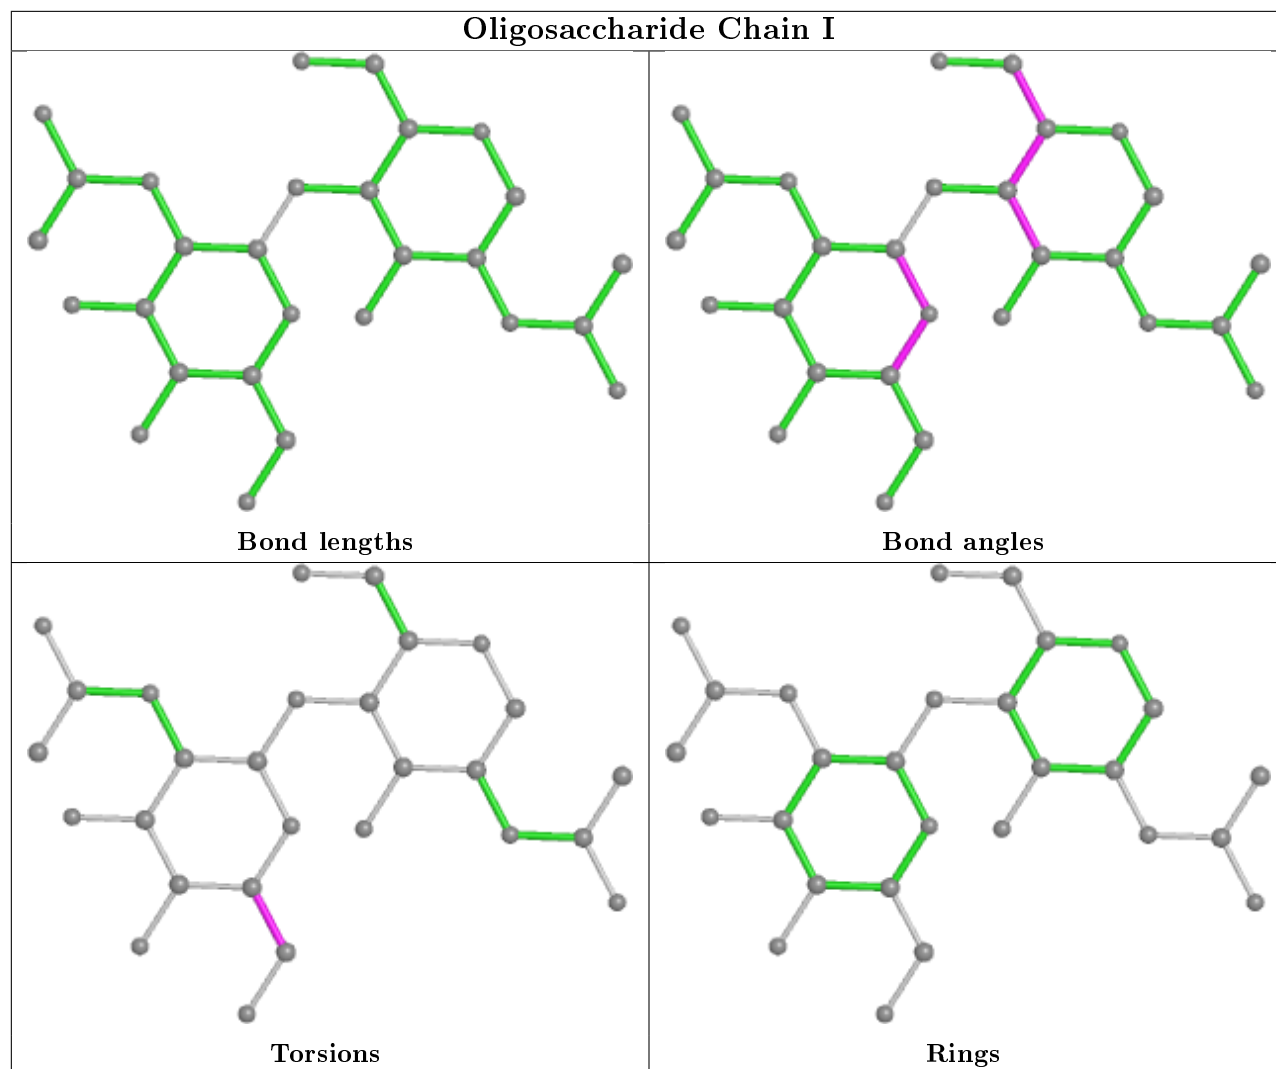 Oligosaccharide Chain I
Bond lengths
Bond angles
Torsions
Rings